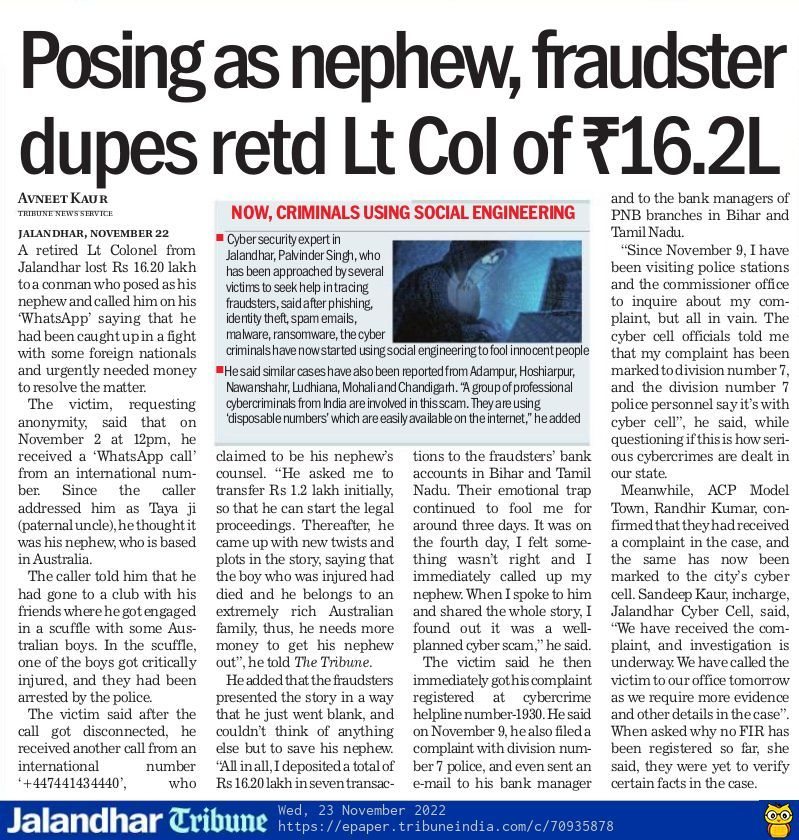 Posing as nephew, fraudster
dupes retd Lt Col of ₹16.2L
AVNEET KAUR
TRIBUNE NEWS SERVICE
JALANDHAR, NOVEMBER 22
A retired Lt Colonel from
Jalandhar lost Rs 16.20 lakh
to a conman who posed as his
nephew and called him on his
‘WhatsApp’ saying that he
had been caught up in a fight
with some foreign nationals
and urgently needed money
to resolve the matter.
The victim, requesting
anonymity, said that on
November 2 at 12pm, he
received a ‘WhatsApp call’
from an international num-
ber. Since the caller
addressed him as Taya ji
(paternal uncle), he thought it
was his nephew, who is based
in Australia.
The caller told him that he
had gone to a club with his
friends where he got engaged
in a scuffle with some Aus-
tralian boys. In the scuffle,
one of the boys got critically
injured, and they had been
arrested by the police.
The victim said after the
call got disconnected, he
received another call from an
international number
‘+447441434440’, who
NOW, CRIMINALS USING SOCIAL ENGINEERING
Cyber security expert in
Jalandhar, Palvinder Singh, who
has been approached by several
victims to seek help in tracing
fraudsters, said after phishing,
identity theft, spam emails,
malware, ransomware, the cyber
criminals have now started using social engineering to fool innocent people
He said similar cases have also been reported from Adampur, Hoshiarpur,
Nawanshahr, Ludhiana, Mohali and Chandigarh. “A group of professional
cybercriminals from India are involved in this scam. They are using
‘disposable numbers’ which are easily available on the internet,” he added
claimed to be his nephew’s
counsel. “He asked me to
transfer Rs 1.2 lakh initially,
so that he can start the legal
proceedings. Thereafter, he
came up with new twists and
plots in the story, saying that
the boy who was injured had
died and he belongs to an
extremely rich Australian
family, thus, he needs more
money to get his nephew
out”, he told The Tribune.
He added that the fraudsters
presented the story in a way
that he just went blank, and
couldn’t think of anything
else but to save his nephew.
“All in all, I deposited a total of
Rs 16.20 lakh in seven transac-
tions to the fraudsters’ bank
accounts in Bihar and Tamil
Nadu. Their emotional trap
continued to fool me for
around three days. It was on
the fourth day, I felt some-
thing wasn’t right and I
immediately called up my
nephew. When I spoke to him
and shared the whole story, I
found out it was a well-
planned cyber scam,” he said.
The victim said he then
immediately got his complaint
registered at cybercrime
helpline number-1930. He said
on November 9, he also filed a
complaint with division num-
ber 7 police, and even sent an
e-mail to his bank manager
and to the bank managers of
PNB branches in Bihar and
Tamil Nadu.
“Since November 9, I have
been visiting police stations
and the commissioner office
to inquire about my com-
plaint, but all in vain. The
cyber cell officials told me
that my complaint has been
marked to division number 7,
and the division number 7
police personnel say it’s with
cyber cell”, he said, while
questioning if this is how seri-
ous cybercrimes are dealt in
our state.
Meanwhile, ACP Model
Town, Randhir Kumar, con-
firmed that they had received
a complaint in the case, and
the same has now been
marked to the city’s cyber
cell. Sandeep Kaur, incharge,
Jalandhar Cyber Cell, said,
“We have received the com-
plaint, and investigation is
underway. We have called the
victim to our office tomorrow
as we require more evidence
and other details in the case”.
When asked why no FIR has
been registered so far, she
said, they were yet to verify
certain facts in the case.
Jalandhar Tribune
Wed, 23 November 2022
https://epaper.tribuneindia.com/c/70935878